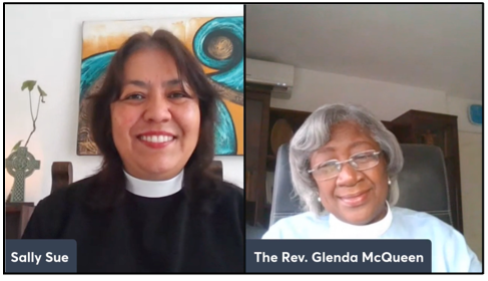 Sally Sue
The Rev. Glenda McQueen